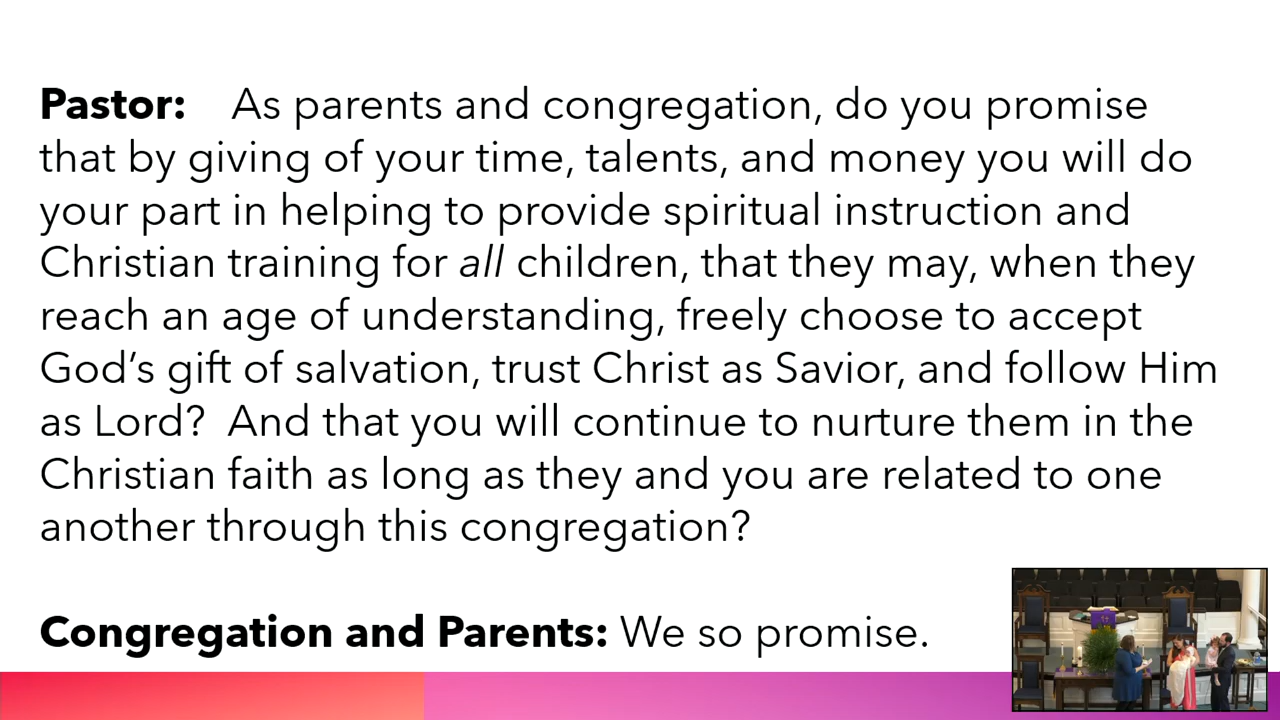 Pastor: As parents and congregation, do you promise
that by giving of your time, talents, and money you will do
your part in helping to provide spiritual instruction and
Christian training for all children, that they may, when they
reach an age of understanding, freely choose to accept
God’s gift of salvation, trust Christ as Savior, and follow Him
as Lord? And that you will continue to nurture them in the
Christian faith as long as they and you are related to one
another through this congregation?
Congregation and Parents: We so promise.